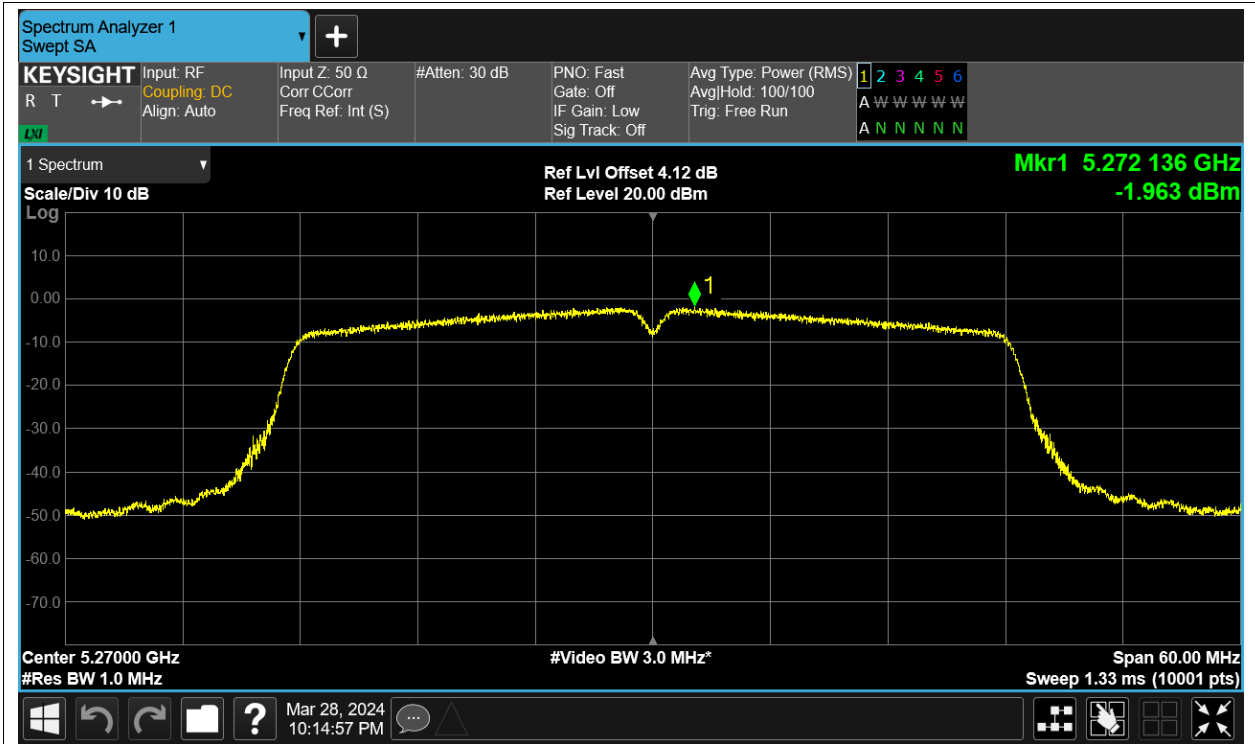 Spectrum Analyzer 1
Swept SA
KEYSIGHT
R T
LXI
Input: RF
Coupling: DC
Align: Auto
Input Z: 50 Ω
Corr CCorr
Freq Ref: Int (S)
#Atten: 30 dB
PNO: Fast
Gate: Off
IF Gain: Low
Sig Track: Off
Avg Type: Power (RMS)
Avg|Hold: 100/100
Trig: Free Run
1 2 3 4 5 6
A W W W W W
A N N N N N
1 Spectrum
Scale/Div 10 dB
Ref Lvl Offset 4.12 dB
Ref Level 20.00 dBm
Mkr1 5.272 136 GHz
-1.963 dBm
Log
10.0
0.00
-10.0
-20.0
-30.0
-40.0
-50.0
-60.0
-70.0
1
Center 5.27000 GHz
#Res BW 1.0 MHz
#Video BW 3.0 MHz*
Span 60.00 MHz
Sweep 1.33 ms (10001 pts)
?
Mar 28, 2024
10:14:57 PM